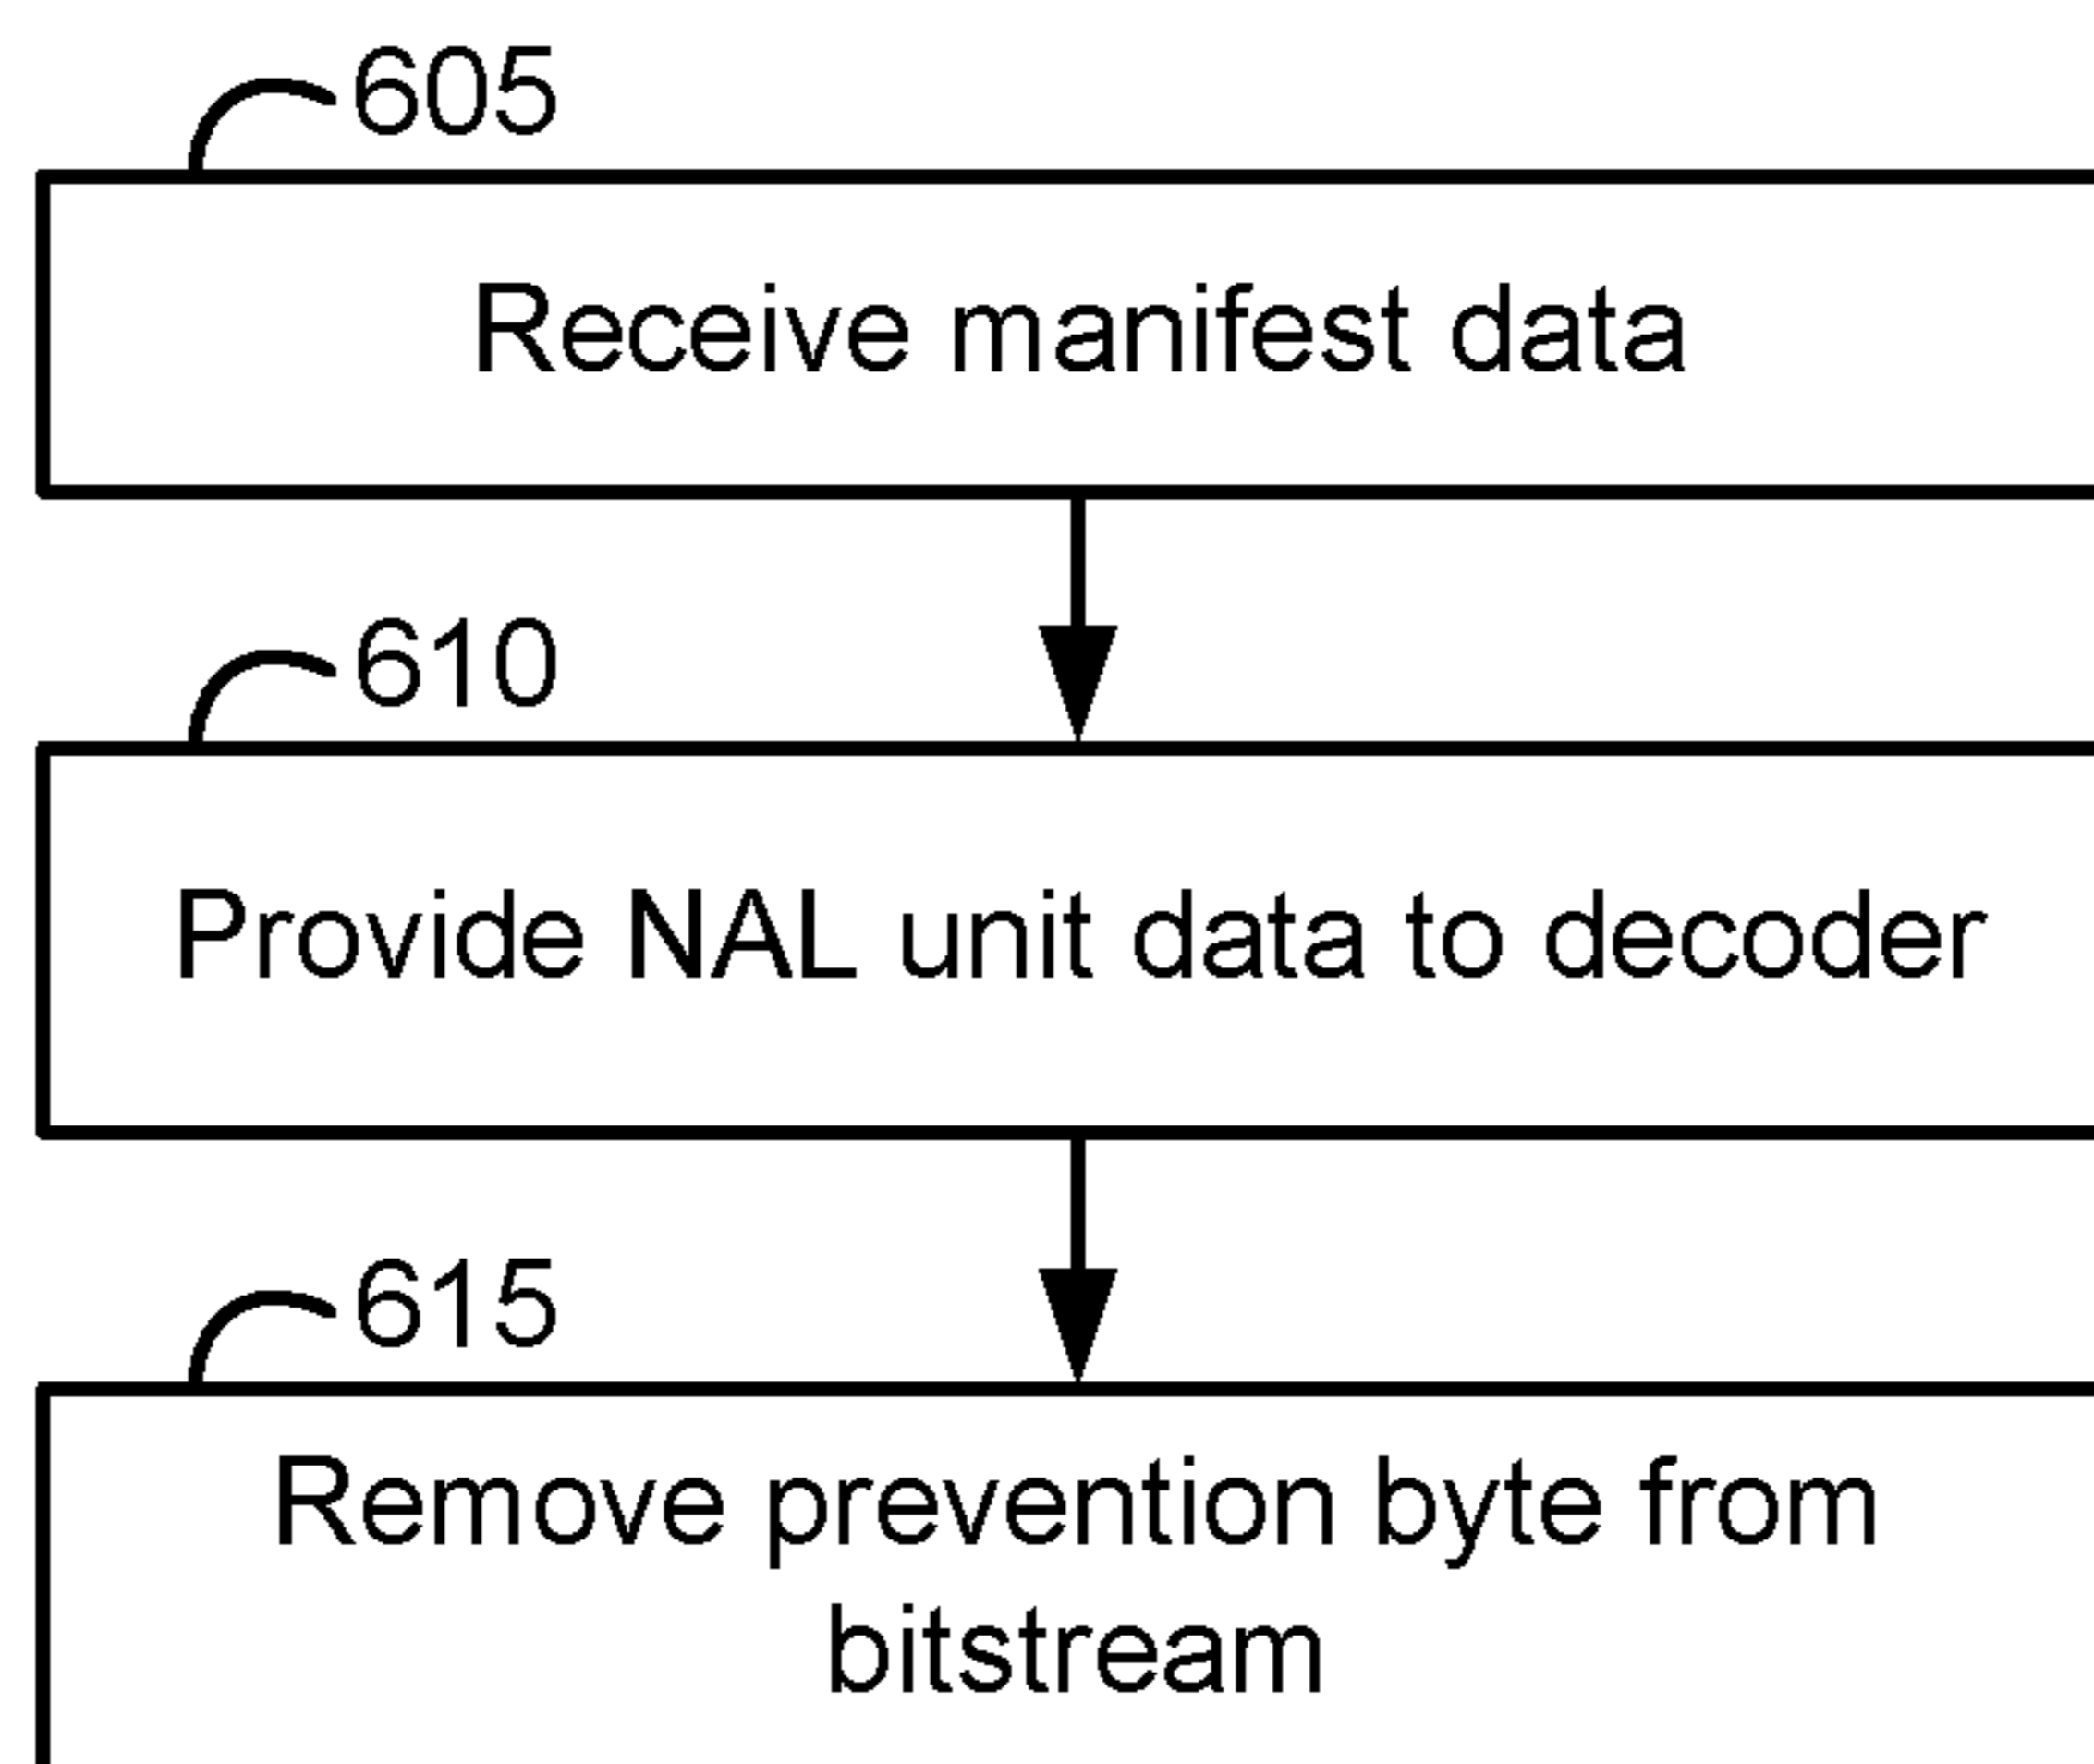 605
Receive manifest data
610
Provide NAL unit data to decoder
615
Remove prevention byte from
bitstream